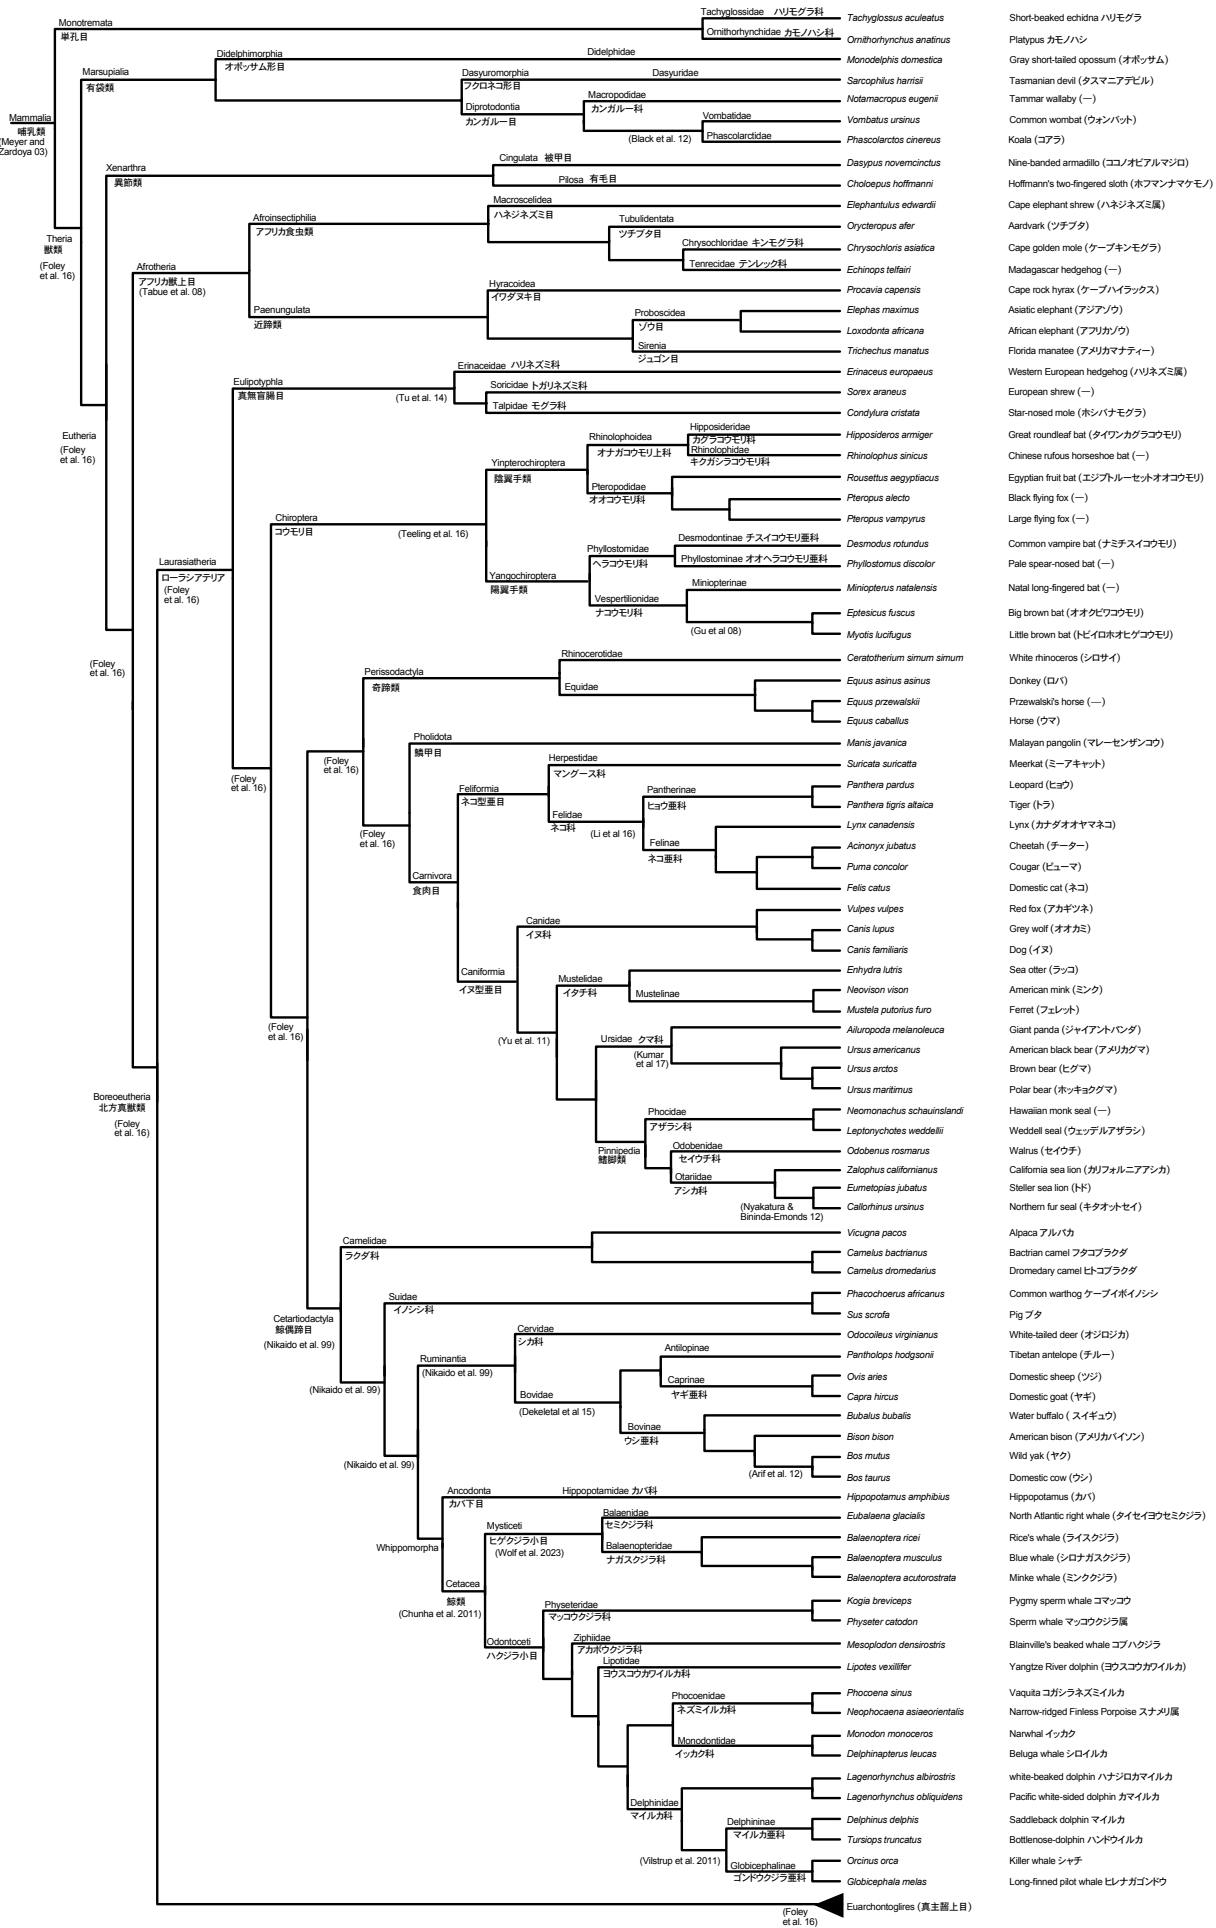 Tachyglossidae ハリモグラ科
Tachyglossus aculeatus Short-beaked echidna ハリモグラ
Monotremata
単孔目
Ornithorhynchidae カモノハシ科
Ornithorhynchus anatinus Platypus カモノハシ
Didelphimorphia
オポッサム形目
Didelphidae
Monodelphis domestica Gray short-tailed opossum (オポッサム)
Marsupialia
有袋類
Dasyuromorphia
フクロネコ形目
Dasyuridae
Sarcophilus harrisii Tasmanian devil (タスマニアデビル)
Diprotodontia
カンガルー目
Macropodidae
カンガルー科
Notamacropus eugenii Tammar wallaby (—)
Mammalia
哺乳類
(Meyer and
Zardoya 03)
Vombatidae
Vombatus ursinus Common wombat (ウォンバット)
(Black et al. 12)
Phascolarctidae
Phascolarctos cinereus Koala (コアラ)
Xenarthra
異節類
Cingulata 被甲目
Dasypus novemcinctus Nine-banded armadillo (ココノオビアルマジロ)
Pilosa 有毛目
Choloepus hoffmanni Hoffmann's two-fingered sloth (ホフマンナマケモノ)
Macroscelidea
ハネジネズミ目
Elephantulus edwardii Cape elephant shrew (ハネジネズミ属)
Afroinsectiphilia
アフリカ食虫類
Tubulidentata
ツチブタ目
Orycteropus afer Aardvark (ツチブタ)
Theria
獣類
(Foley
et al. 16)
Chrysochloridae キンモグラ科
Chrysochloris asiatica Cape golden mole (ケープキンモグラ)
Tenrecidae テンレック科
Echinops telfairi Madagascar hedgehog (—)
Afrotheria
アフリカ獣上目
(Tabue et al. 08)
Hyracoidea
イワダヌキ目
Procavia capensis Cape rock hyrax (ケープハイラックス)
Paenungulata
近蹄類
Proboscidea
ゾウ目
Elephas maximus Asiatic elephant (アジアゾウ)
Loxodonta africana African elephant (アフリカゾウ)
Sirenia
ジュゴン目
Trichechus manatus Florida manatee (アメリカマナティー)
Erinaceidae ハリネズミ科
Erinaceus europaeus Western European hedgehog (ハリネズミ属)
Eulipotyphla
真無盲腸目
(Tu et al. 14)
Soricidae トガリネズミ科
Sorex araneus European shrew (—)
Talpidae モグラ科
Condylura cristata Star-nosed mole (ホシバナモグラ)
Eutheria
(Foley
et al. 16)
Hipposideridae
カグラコウモリ科
Hipposideros armiger Great roundleaf bat (タイワンカグラコウモリ)
Rhinolophoidea
オナガコウモリ上科
Rhinolophidae
キクガシラコウモリ科
Rhinolophus sinicus Chinese rufous horseshoe bat (—)
Yinpterochiroptera
陰翼手類
Pteropodidae
オオコウモリ科
Rousettus aegyptiacus Egyptian fruit bat (エジプトルーセットオオコウモリ)
Pteropus alecto Black flying fox (—)
Pteropus vampyrus Large flying fox (—)
Chiroptera
コウモリ目
(Teeling et al. 16)
Desmodontinae チスイコウモリ亜科
Desmodus rotundus Common vampire bat (ナミチスイコウモリ)
Phyllostomidae
ヘラコウモリ科
Phyllostominae オオヘラコウモリ亜科
Phyllostomus discolor Pale spear-nosed bat (—)
Laurasiatheria
ローラシアテリア
(Foley
et al. 16)
Yangochiroptera
陽翼手類
Miniopterinae
Miniopterus natalensis Natal long-fingered bat (—)
Vespertilionidae
ナコウモリ科
(Gu et al 08)
Eptesicus fuscus Big brown bat (オオクビワコウモリ)
Myotis lucifugus Little brown bat (トビイロホオヒゲコウモリ)
(Foley
et al. 16)
Rhinocerotidae
Ceratotherium simum simum White rhinoceros (シロサイ)
Perissodactyla
奇蹄類
Equidae
Equus asinus asinus Donkey (ロバ)
Equus przewalskii Przewalski's horse (—)
Equus caballus Horse (ウマ)
Pholidota
鱗甲目
Manis javanica Malayan pangolin (マレーセンザンコウ)
(Foley
et al. 16)
(Foley
et al. 16)
Herpestidae
マングース科
Suricata suricatta Meerkat (ミーアキャット)
Feliformia
ネコ型亜目
Pantherinae
ヒョウ亜科
Panthera pardus Leopard (ヒョウ)
Panthera tigris altaica Tiger (トラ)
Felidae
ネコ科
(Li et al 16)
Lynx canadensis Lynx (カナダオオヤマネコ)
(Foley
et al. 16)
Felinae
ネコ亜科
Acinonyx jubatus Cheetah (チーター)
Puma concolor Cougar (ピューマ)
Carnivora
食肉目
Felis catus Domestic cat (ネコ)
Vulpes vulpes Red fox (アカギツネ)
Canidae
イヌ科
Canis lupus Grey wolf (オオカミ)
Canis familiaris Dog (イヌ)
Caniformia
イヌ型亜目
Mustelidae
イタチ科
Enhydra lutris Sea otter (ラッコ)
Mustelinae
Neovison vison American mink (ミンク)
Mustela putorius furo Ferret (フェレット)
(Foley
et al. 16)
(Foley
et al. 16)
(Yu et al. 11)
Ursidae クマ科
(Kumar
et al 17)
Ailuropoda melanoleuca Giant panda (ジャイアントパンダ)
Ursus americanus American black bear (アメリカグマ)
Ursus arctos Brown bear (ヒグマ)
Ursus maritimus Polar bear (ホッキョクグマ)
Boreoeutheria
北方真獣類
(Foley
et al. 16)
Phocidae
アザラシ科
Neomonachus schauinslandi Hawaiian monk seal (—)
Leptonychotes weddellii Weddell seal (ウェッデルアザラシ)
Pinnipedia
鰭脚類
Odobenidae
セイウチ科
Odobenus rosmarus Walrus (セイウチ)
Otariidae
アシカ科
Zalophus californianus California sea lion (カリフォルニアアシカ)
Eumetopias jubatus Steller sea lion (トド)
(Nyakatura &
Bininda-Emonds 12)
Callorhinus ursinus Northern fur seal (キタオットセイ)
Vicugna pacos Alpaca アルパカ
Camelidae
ラクダ科
Camelus bactrianus Bactrian camel フタコブラクダ
Camelus dromedarius Dromedary camel ヒトコブラクダ
Suidae
イノシシ科
Phacochoerus africanus Common warthog ケープイボイノシシ
Sus scrofa Pig ブタ
Cetartiodactyla
鯨偶蹄目
(Nikaido et al. 99)
Cervidae
シカ科
Odocoileus virginianus White-tailed deer (オジロジカ)
Ruminantia
(Nikaido et al. 99)
Antilopinae
Pantholops hodgsonii Tibetan antelope (チルー)
Caprinae
ヤギ亜科
Ovis aries Domestic sheep (ツジ)
Capra hircus Domestic goat (ヤギ)
(Nikaido et al. 99)
Bovidae
(Dekeletal et al 15)
Bovinae
ウシ亜科
Bubalus bubalis Water buffalo ( スイギュウ)
Bison bison American bison (アメリカバイソン)
Bos mutus Wild yak (ヤク)
(Arif et al. 12)
Bos taurus Domestic cow (ウシ)
(Nikaido et al. 99)
Ancodonta
カバ下目
Hippopotamidae カバ科
Hippopotamus amphibius Hippopotamus (カバ)
Balaenidae
セミクジラ科
Eubalaena glacialis North Atlantic right whale (タイセイヨウセミクジラ)
Mysticeti
ヒゲクジラ小目
(Wolf et al. 2023)
Balaenopteridae
ナガスクジラ科
Balaenoptera ricei Rice's whale (ライスクジラ)
Whippomorpha
Balaenoptera musculus Blue whale (シロナガスクジラ)
Balaenoptera acutorostrata Minke whale (ミンククジラ)
Cetacea
鯨類
(Chunha et al. 2011)
Physeteridae
マッコウクジラ科
Kogia breviceps Pygmy sperm whale コマッコウ
Physeter catodon Sperm whale マッコウクジラ属
Odontoceti
ハクジラ小目
Ziphiidae
アカボウクジラ科
Mesoplodon densirostris Blainville's beaked whale コブハクジラ
Lipotidae
ヨウスコウカワイルカ科
Lipotes vexillifer Yangtze River dolphin (ヨウスコウカワイルカ)
Phocoenidae
ネズミイルカ科
Phocoena sinus Vaquita コガシラネズミイルカ
Neophocaena asiaeorientalis Narrow-ridged Finless Porpoise スナメリ属
Monodontidae
イッカク科
Monodon monoceros Narwhal イッカク
Delphinapterus leucas Beluga whale シロイルカ
Lagenorhynchus albirostris white-beaked dolphin ハナジロカマイルカ
Lagenorhynchus obliquidens Pacific white-sided dolphin カマイルカ
Delphinidae
マイルカ科
Delphininae
マイルカ亜科
Delphinus delphis Saddleback dolphin マイルカ
Tursiops truncatus Bottlenose-dolphin ハンドウイルカ
(Vilstrup et al. 2011)
Globicephalinae
ゴンドウクジラ亜科
Orcinus orca Killer whale シャチ
Globicephala melas Long-finned pilot whale ヒレナガゴンドウ
(Foley
et al. 16)
Euarchontoglires (真主齧上目)